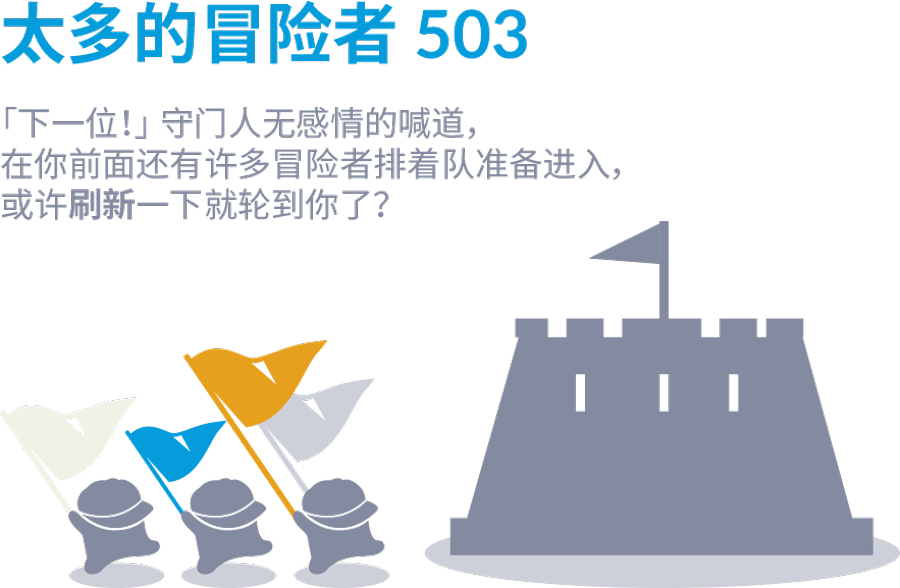 太多的冒险者 503
「下一位！」守门人无感情的喊道，
在你前面还有许多冒险者排着队准备进入，
或许刷新一下就轮到你了？